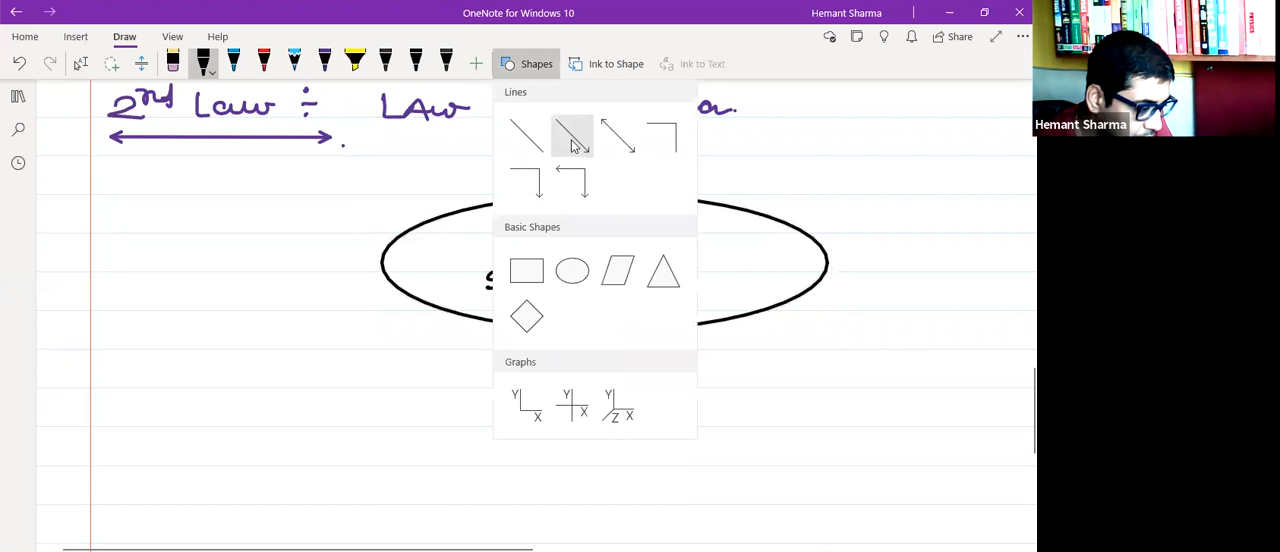 OneNote for Windows 10
Hemant Sharma
Home Insert Draw View Help
Share
Shapes Ink to Shape Ink to Text
2nd Law ÷ LAw a.
Lines
Basic Shapes
S
Graphs
Y X Y X Y Z X
Hemant Sharma
PHYSICS